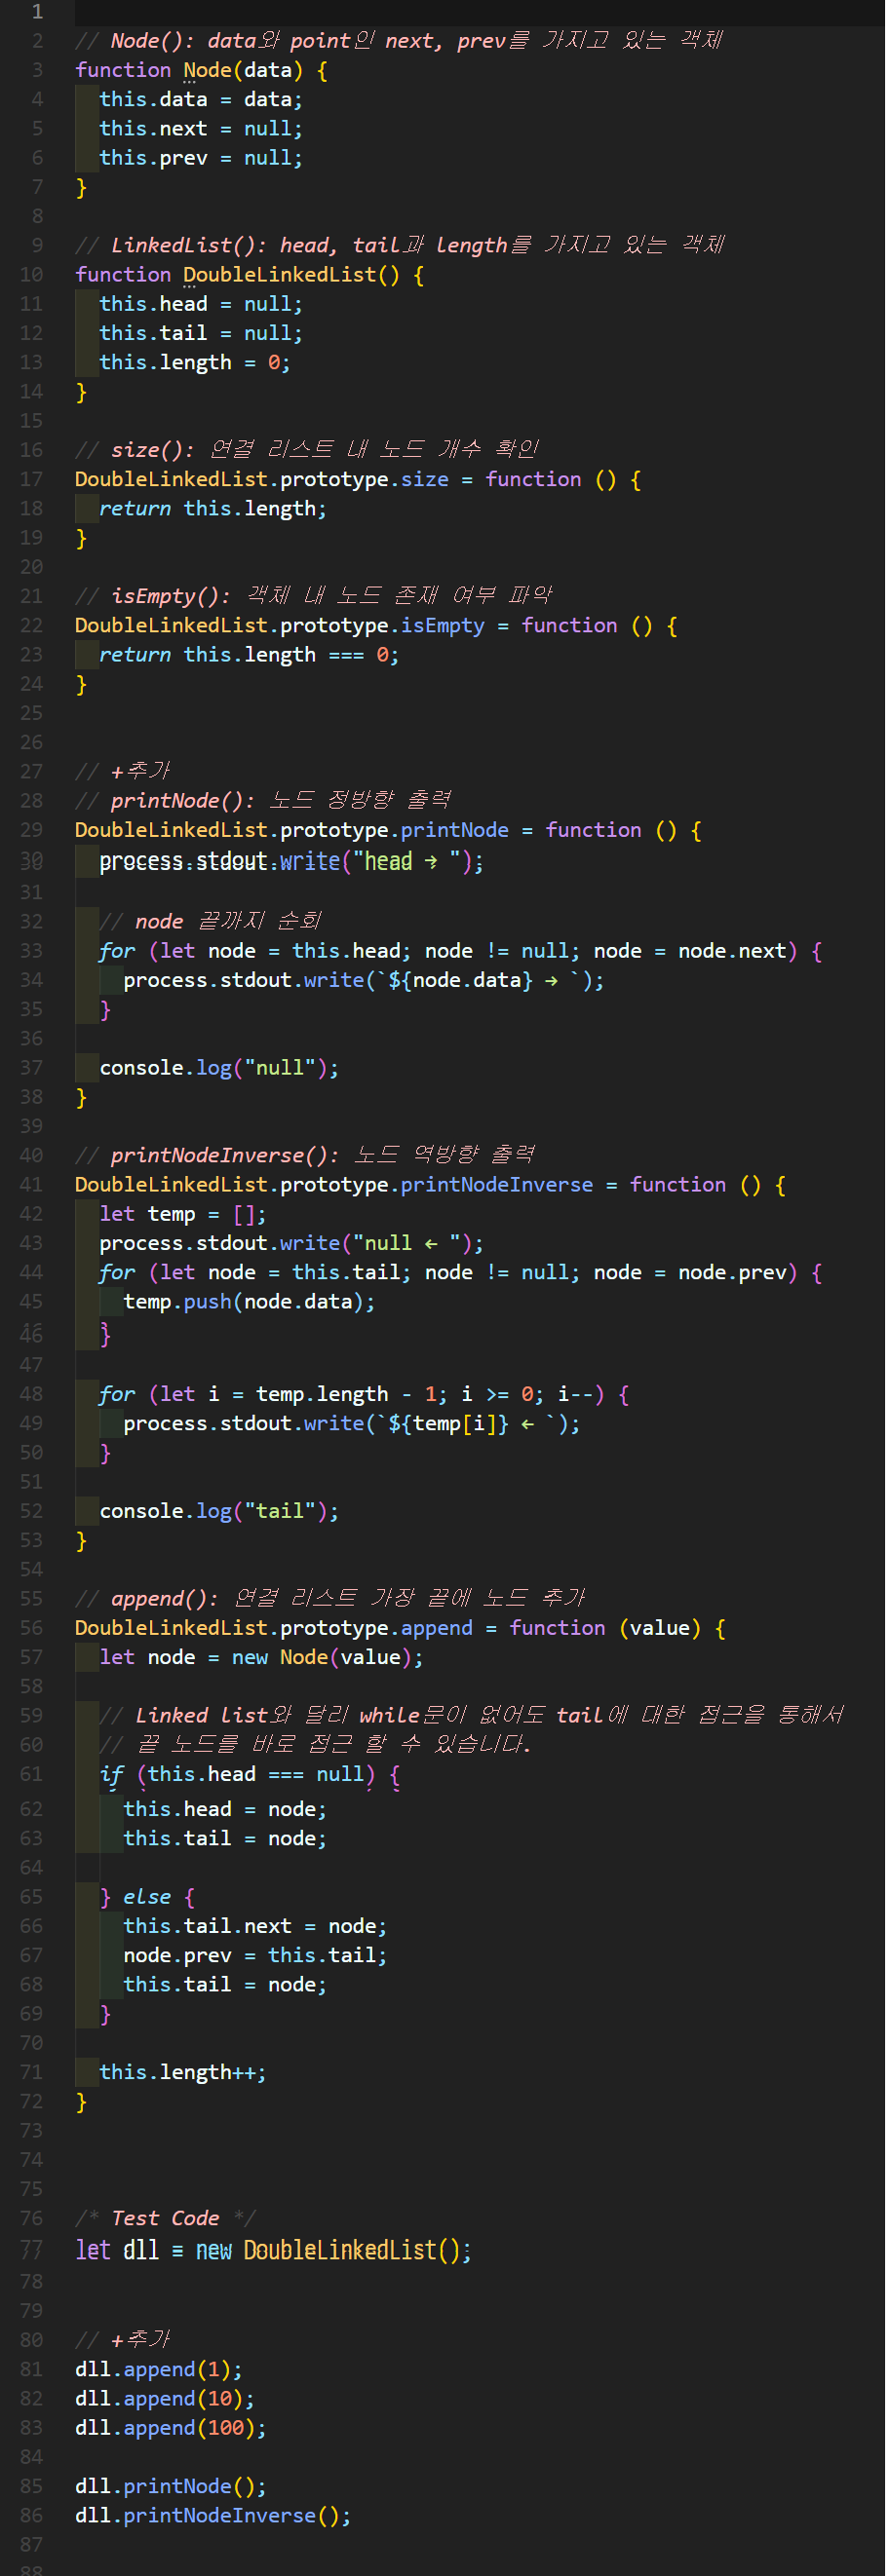 1
2 // Node(): data와 point인 next, prev를 가지고 있는 객체
3 function Node(data) {
4 this.data = data;
5 this.next = null;
6 this.prev = null;
7 }
8
9 // LinkedList(): head, tail과 length를 가지고 있는 객체
10 function DoubleLinkedList() {
11 this.head = null;
12 this.tail = null;
13 this.length = 0;
14 }
15
16 // size(): 연결 리스트 내 노드 개수 확인
17 DoubleLinkedList.prototype.size = function () {
18 return this.length;
19 }
20
21 // isEmpty(): 객체 내 노드 존재 여부 파악
22 DoubleLinkedList.prototype.isEmpty = function () {
23 return this.length === 0;
24 }
25
26
27 // +추가
28 // printNode(): 노드 정방향 출력
29 DoubleLinkedList.prototype.printNode = function () {
30 process.stdout.write("head → ");
31
32 // node 끝까지 순회
33 for (let node = this.head; node != null; node = node.next) {
34 process.stdout.write(`${node.data} → `);
35 }
36
37 console.log("null");
38 }
39
40 // printNodeInverse(): 노드 역방향 출력
41 DoubleLinkedList.prototype.printNodeInverse = function () {
42 let temp = [];
43 process.stdout.write("null ← ");
44 for (let node = this.tail; node != null; node = node.prev) {
45 temp.push(node.data);
46 }
47
48 for (let i = temp.length - 1; i >= 0; i--) {
49 process.stdout.write(`${temp[i]} ← `);
50 }
51
52 console.log("tail");
53 }
54
55 // append(): 연결 리스트 가장 끝에 노드 추가
56 DoubleLinkedList.prototype.append = function (value) {
57 let node = new Node(value);
58
59 // Linked list와 달리 while문이 없어도 tail에 대한 접근을 통해서
60 // 끝 노드를 바로 접근 할 수 있습니다.
61 if (this.head === null) {
62 this.head = node;
63 this.tail = node;
64
65 } else {
66 this.tail.next = node;
67 node.prev = this.tail;
68 this.tail = node;
69 }
70
71 this.length++;
72 }
73
74
75
76 /* Test Code */
77 let dll = new DoubleLinkedList();
78
79
80 // +추가
81 dll.append(1);
82 dll.append(10);
83 dll.append(100);
84
85 dll.printNode();
86 dll.printNodeInverse();
87
88